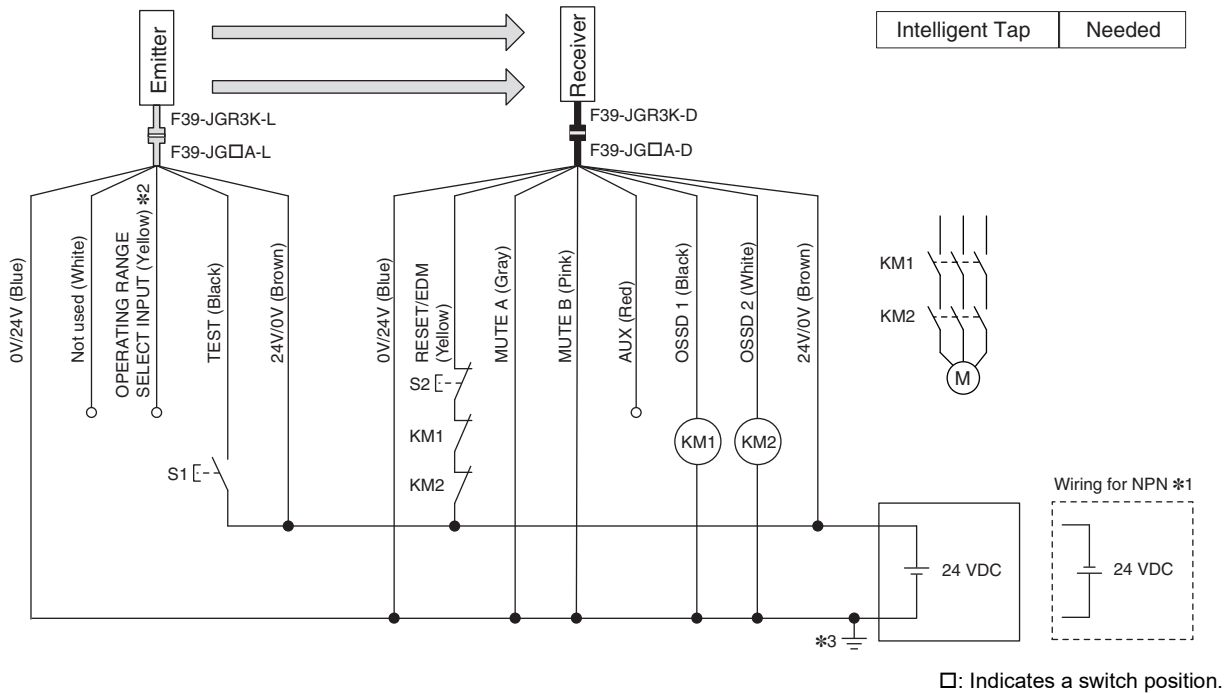 Emitter
Receiver
Intelligent Tap
Needed
F39-JGR3K-L
F39-JG□A-L
F39-JGR3K-D
F39-JG□A-D
0V/24V (Blue)
Not used (White)
OPERATING RANGE
SELECT INPUT (Yellow) ✻2
TEST (Black)
24V/0V (Brown)
0V/24V (Blue)
RESET/EDM
(Yellow)
MUTE A (Gray)
MUTE B (Pink)
AUX (Red)
OSSD 1 (Black)
OSSD 2 (White)
24V/0V (Brown)
KM1
KM2
M
S2
KM1
KM2
KM1
KM2
S1
Wiring for NPN ✻1
24 VDC
24 VDC
✻3
□: Indicates a switch position.